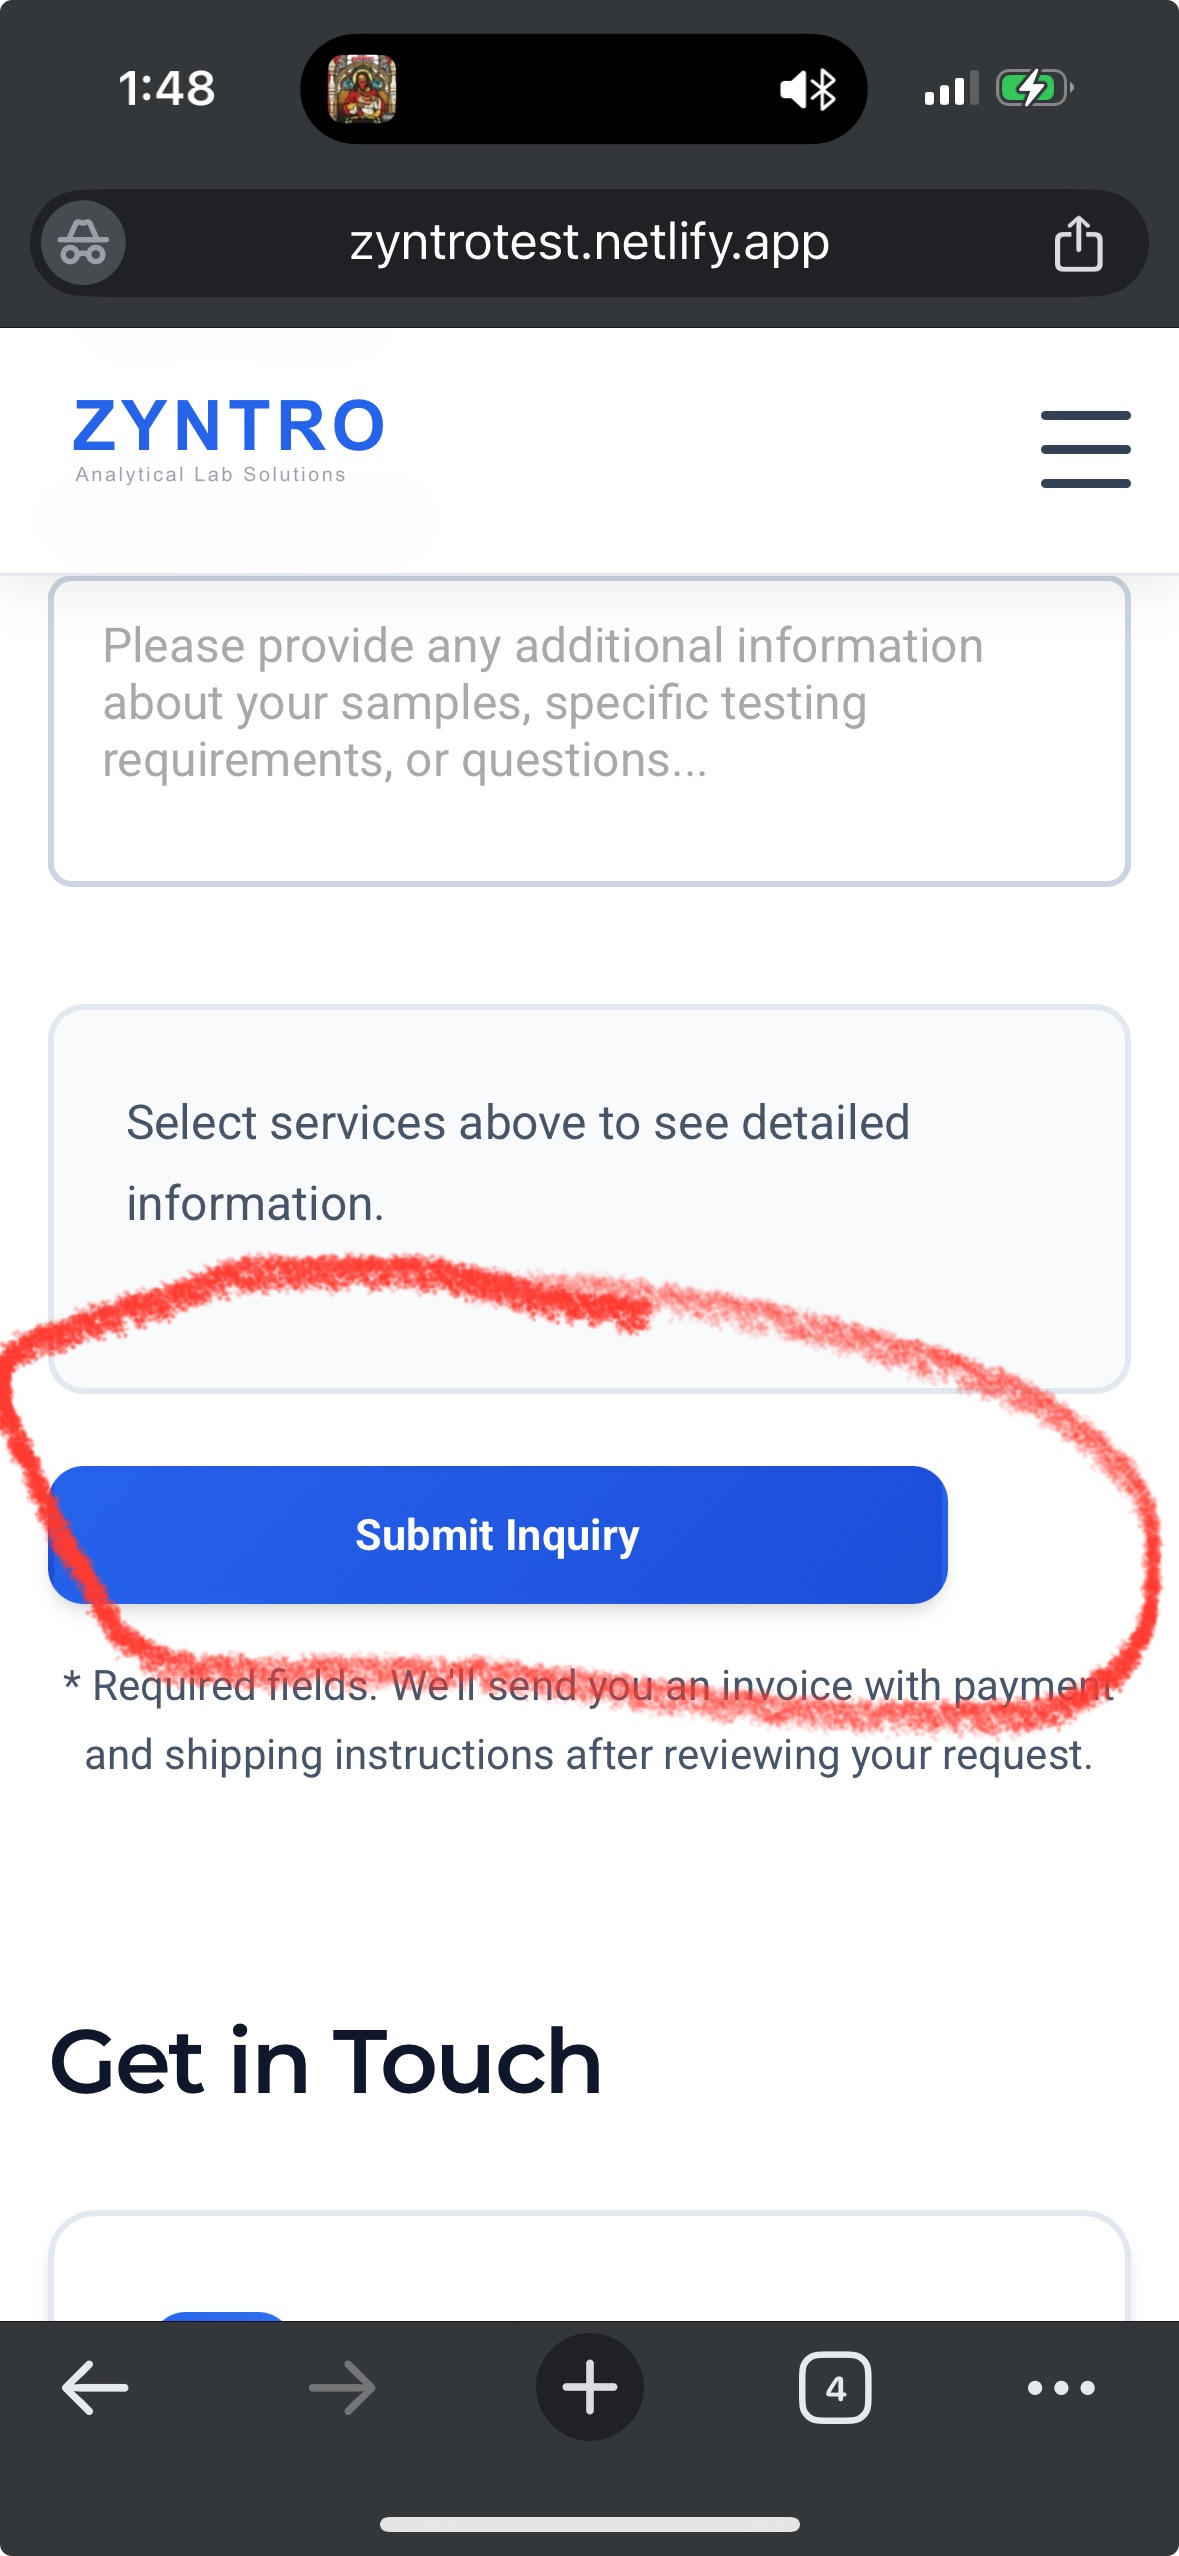 1:48
zyntrotest.netlify.app
ZYNTRO
Analytical Lab Solutions
Please provide any additional information
about your samples, specific testing
requirements, or questions...
Select services above to see detailed
information.
Submit Inquiry
* Required fields. We'll send you an invoice with payment
and shipping instructions after reviewing your request.
Get in Touch
4